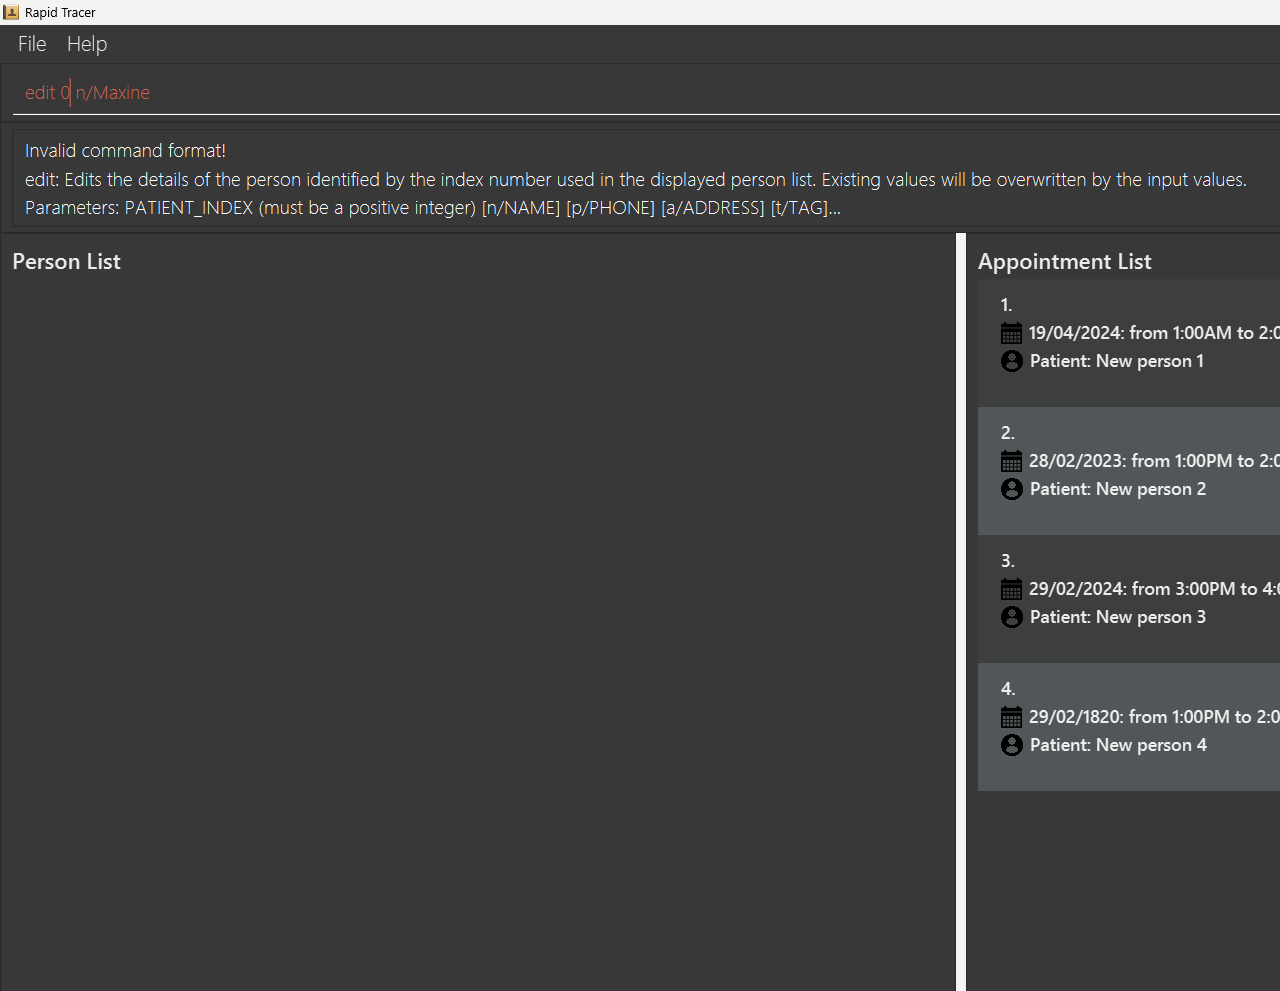 Rapid Tracer
File Help
edit 0 n/Maxine
Invalid command format!
edit: Edits the details of the person identified by the index number used in the displayed person list. Existing values will be overwritten by the input values.
Parameters: PATIENT_INDEX (must be a positive integer) [n/NAME] [p/PHONE] [a/ADDRESS] [t/TAG]...
Person List
Appointment List
1.
19/04/2024: from 1:00AM to 2:0
Patient: New person 1
2.
28/02/2023: from 1:00PM to 2:0
Patient: New person 2
3.
29/02/2024: from 3:00PM to 4:0
Patient: New person 3
4.
29/02/1820: from 1:00PM to 2:0
Patient: New person 4